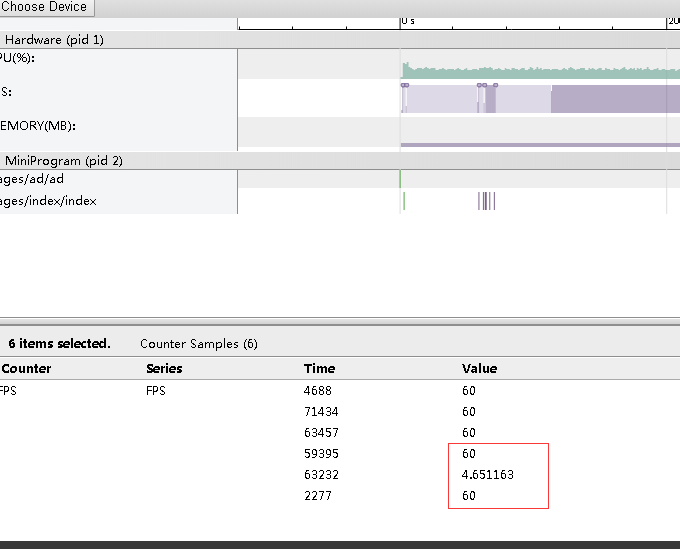 Choose Device
0 s
20
Hardware (pid 1)
PU(%):
S:
EMORY(MB):
MiniProgram (pid 2)
ages/ad/ad
ages/index/index
6 items selected. Counter Samples (6)
Counter Series Time Value
FPS FPS 4688 60
71434 60
63457 60
59395 60
63232 4.651163
2277 60